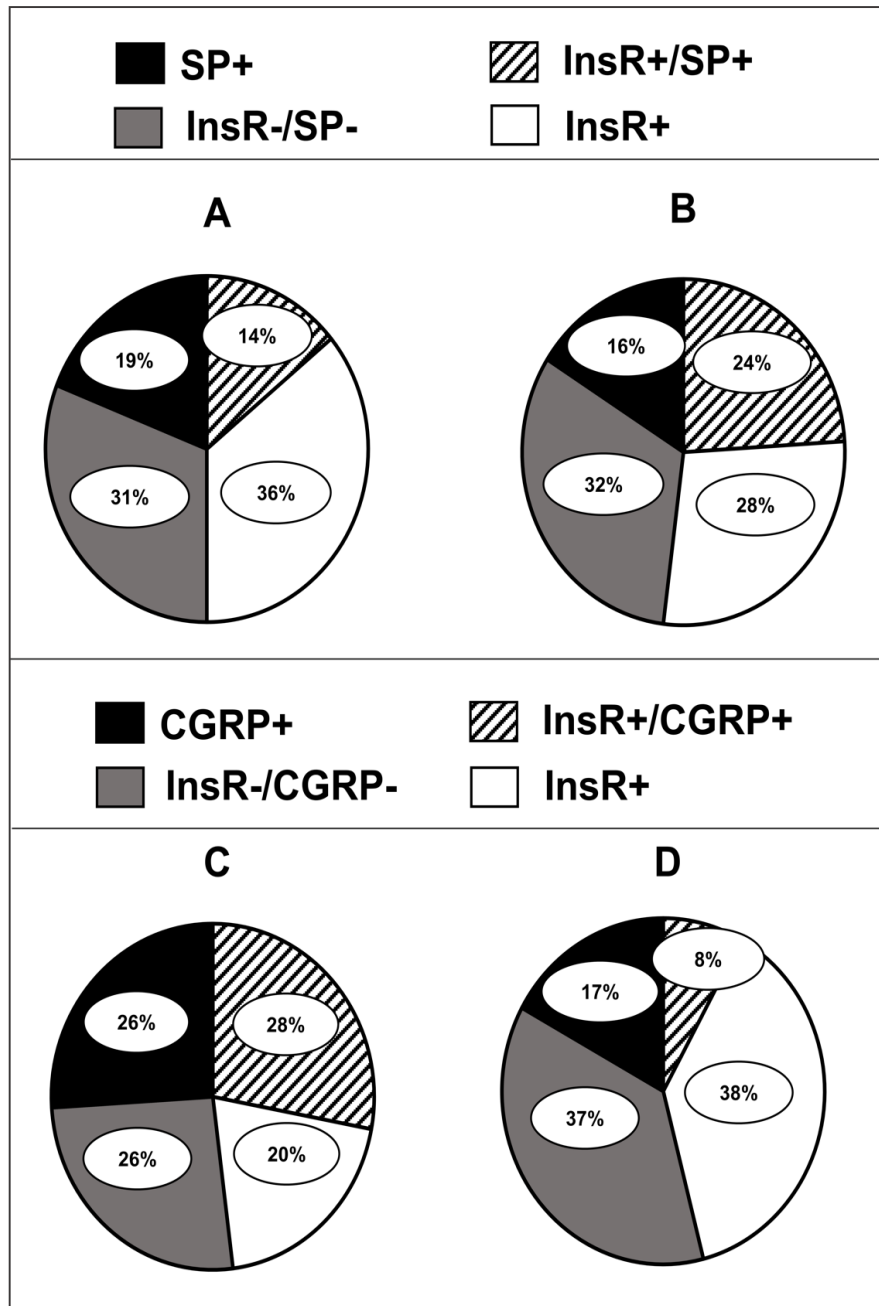 SP+ InsR+/SP+
InsR-/SP- InsR+
A B
14%
19%
36%
31%
16%
24%
32%
28%
CGRP+ InsR+/CGRP+
InsR-/CGRP- InsR+
C D
26%
28%
26%
20%
8%
17%
38%
37%